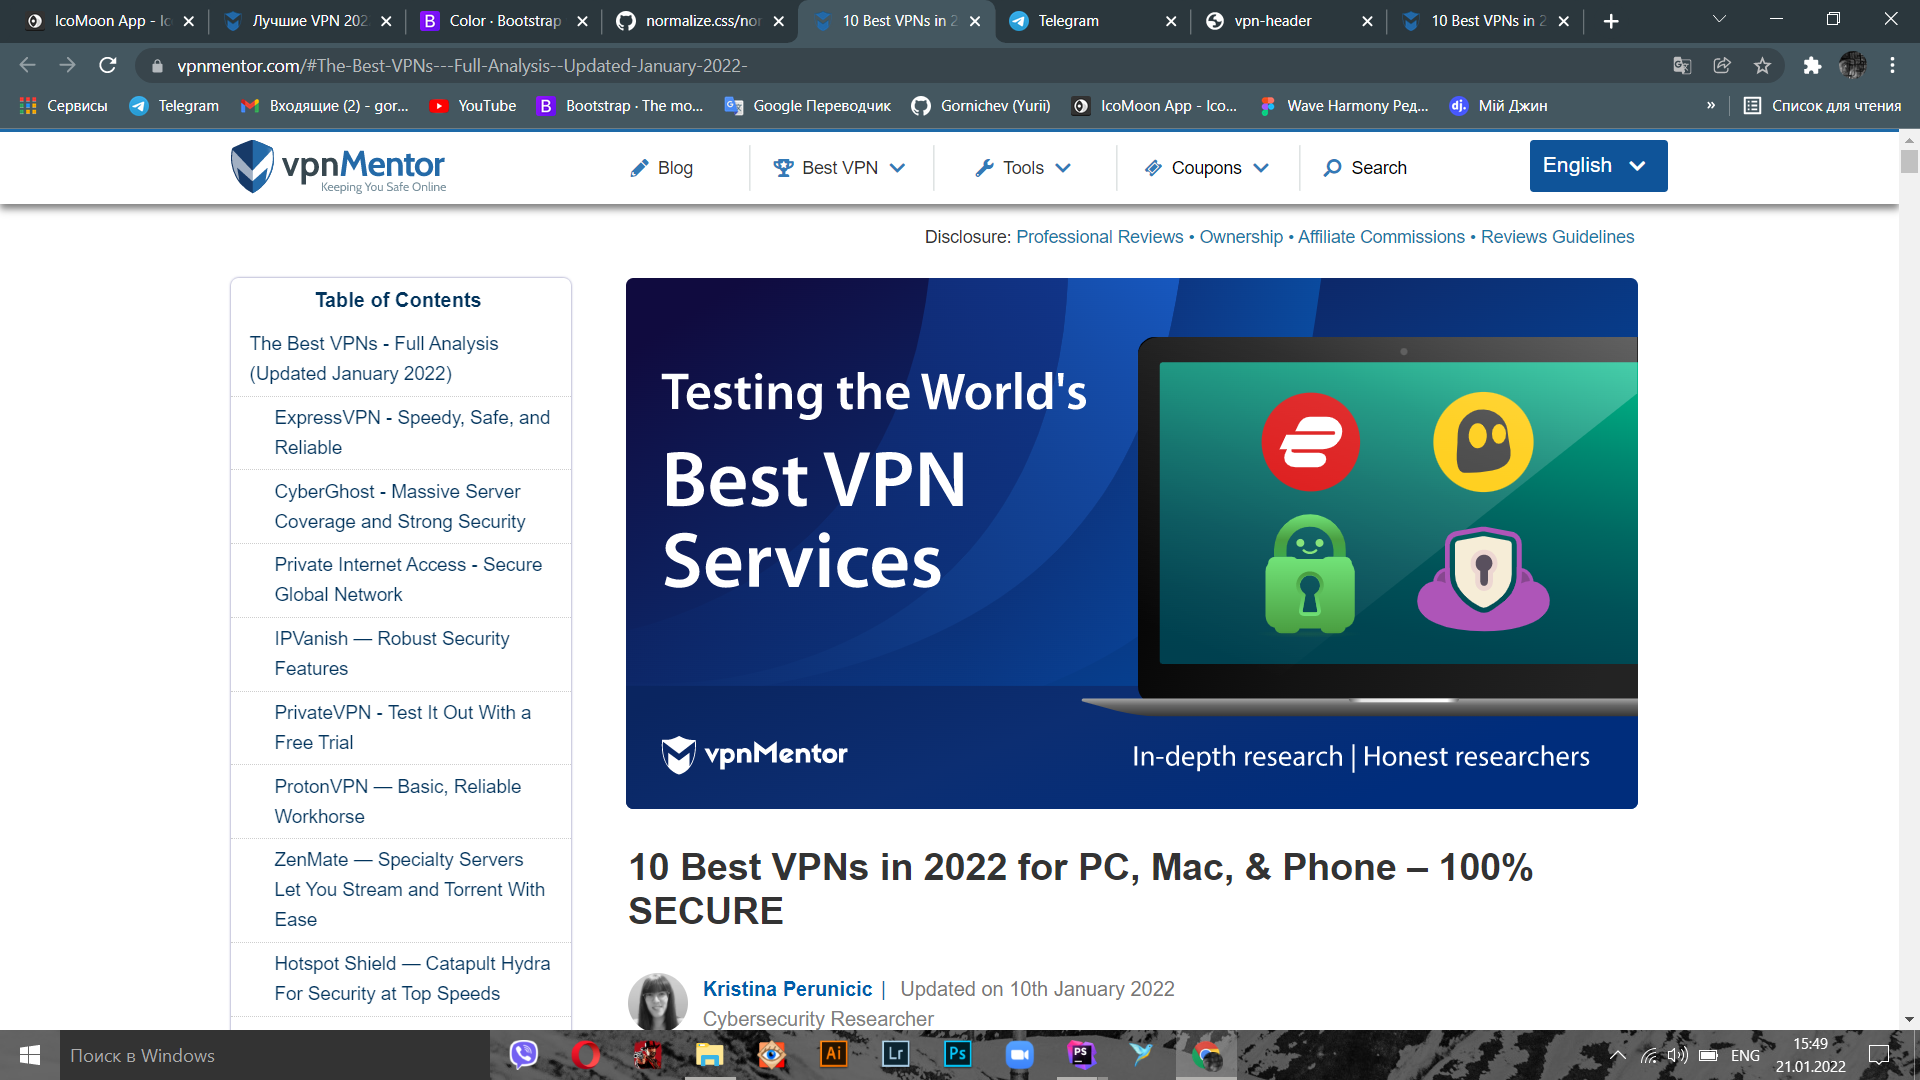 IcoMoon App - Ic
Лучшие VPN 202
Color · Bootstrap
normalize.css/nor
10 Best VPNs in 2
Telegram
vpn-header
10 Best VPNs in 2
vpnmentor.com/#The-Best-VPNs---Full-Analysis--Updated-January-2022-
Сервисы
Telegram
Входящие (2) - gor...
YouTube
Bootstrap · The mo...
Google Переводчик
Gornichev (Yurii)
IcoMoon App - Ico...
Wave Harmony Ред...
dj.
Мій Джин
»
Список для чтения
vpnMentor
Keeping You Safe Online
Blog
Best VPN
Tools
Coupons
Search
English
Disclosure: Professional Reviews • Ownership • Affiliate Commissions • Reviews Guidelines
Table of Contents
The Best VPNs - Full Analysis
(Updated January 2022)
ExpressVPN - Speedy, Safe, and
Reliable
CyberGhost - Massive Server
Coverage and Strong Security
Private Internet Access - Secure
Global Network
IPVanish — Robust Security
Features
PrivateVPN - Test It Out With a
Free Trial
ProtonVPN — Basic, Reliable
Workhorse
ZenMate — Specialty Servers
Let You Stream and Torrent With
Ease
Hotspot Shield — Catapult Hydra
For Security at Top Speeds
Testing the World's
Best VPN
Services
vpnMentor
In-depth research | Honest researchers
10 Best VPNs in 2022 for PC, Mac, & Phone – 100%
SECURE
Kristina Perunicic | Updated on 10th January 2022
Cybersecurity Researcher
Поиск в Windows
Ai
Lr
Ps
PS
ENG
15:49
21.01.2022